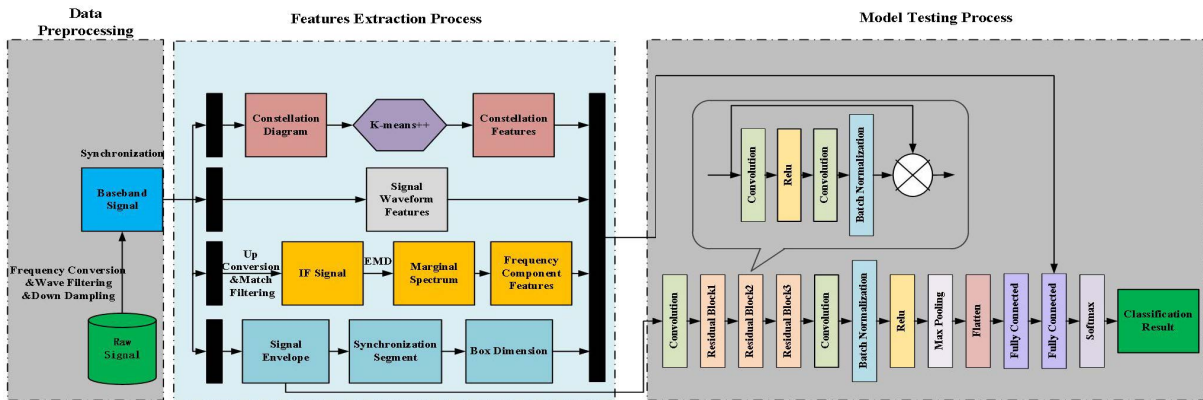 Data
Preprocessing
Features Extraction Process
Model Testing Process
Synchronization
Baseband
Signal
Frequency Conversion
&Wave Filtering
&Down Dampling
Raw
Signal
Constellation
Diagram
K-means++
Constellation
Features
Signal
Waveform
Features
Up
Conversion
&Match
Filtering
IF Signal
EMD
Marginal
Spectrum
Frequency
Component
Features
Signal
Envelope
Synchronization
Segment
Box Dimension
Convolution
Relu
Convolution
Batch Normalization
Convolution
Residual Block1
Residual Block2
Residual Block3
Convolution
Batch Normalization
Relu
Max Pooling
Flatten
Fully Connected
Fully Connected
Softmax
Classification
Result